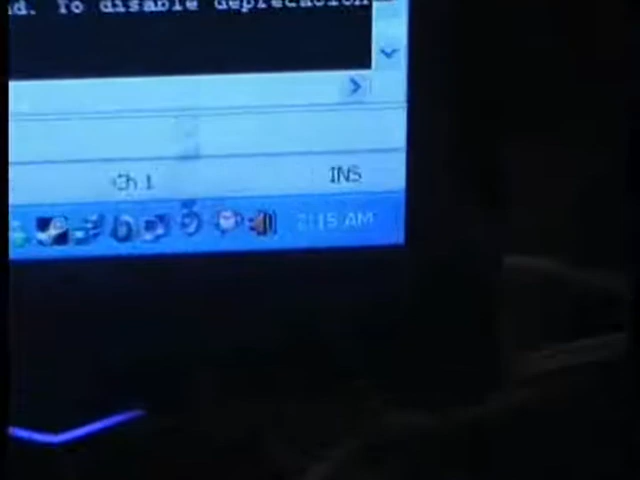 d. To disable deprecation
Ch 1 INS
2:15 AM